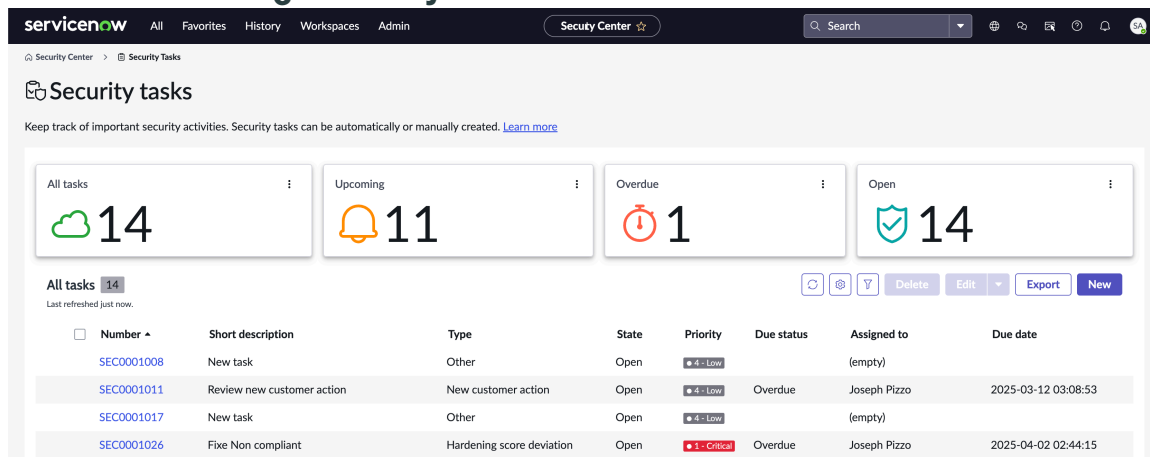 servicenow All Favorites History Workspaces Admin Secuty Center ☆ Search SA
Security Center > Security Tasks
Security tasks
Keep track of important security activities. Security tasks can be automatically or manually created. Learn more
All tasks Upcoming Overdue Open
14 11 1 14
All tasks 14 Delete Edit Export New
Last refreshed just now.
Number Short description Type State Priority Due status Assigned to Due date
SEC0001008 New task Other Open 4 - Low (empty)
SEC0001011 Review new customer action New customer action Open 4 - Low Overdue Joseph Pizzo 2025-03-12 03:08:53
SEC0001017 New task Other Open 4 - Low (empty)
SEC0001026 Fixe Non compliant Hardening score deviation Open 1 - Critical Overdue Joseph Pizzo 2025-04-02 02:44:15